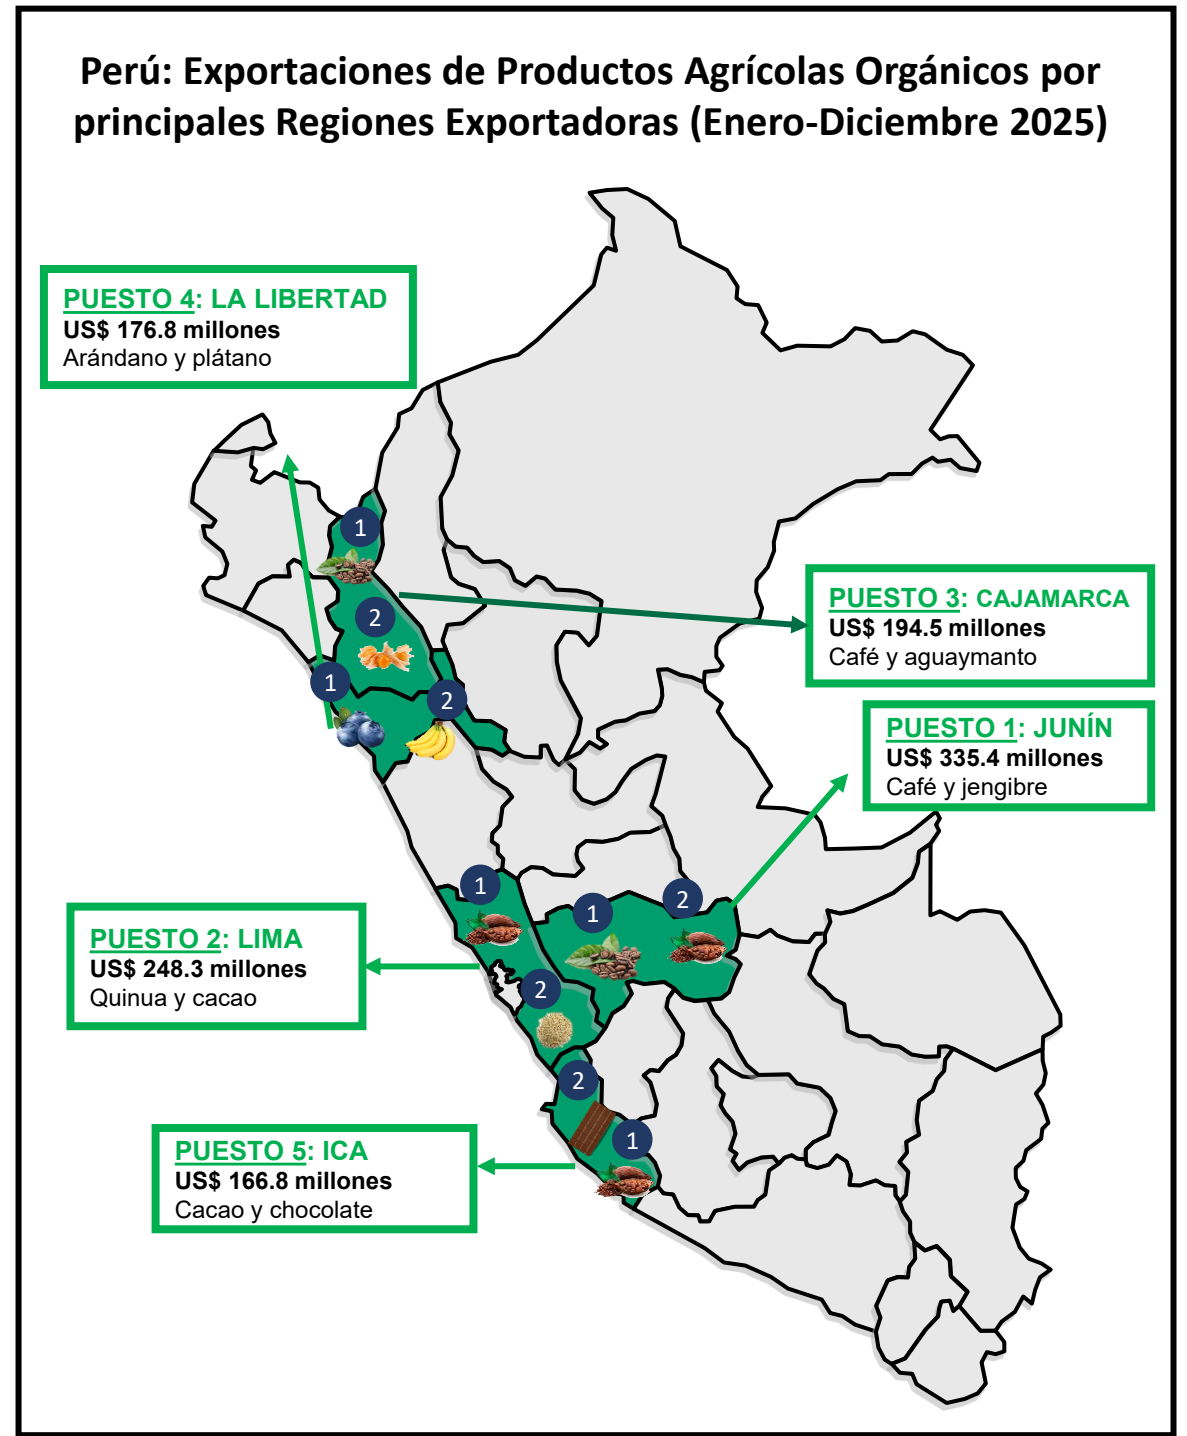 Perú: Exportaciones de Productos Agrícolas Orgánicos por
principales Regiones Exportadoras (Enero-Diciembre 2025)
PUESTO 4: LA LIBERTAD
US$ 176.8 millones
Arándano y plátano
1
2
PUESTO 3: CAJAMARCA
US$ 194.5 millones
Café y aguaymanto
1
2
PUESTO 1: JUNÍN
US$ 335.4 millones
Café y jengibre
1
1
2
PUESTO 2: LIMA
US$ 248.3 millones
Quinua y cacao
2
2
1
PUESTO 5: ICA
US$ 166.8 millones
Cacao y chocolate